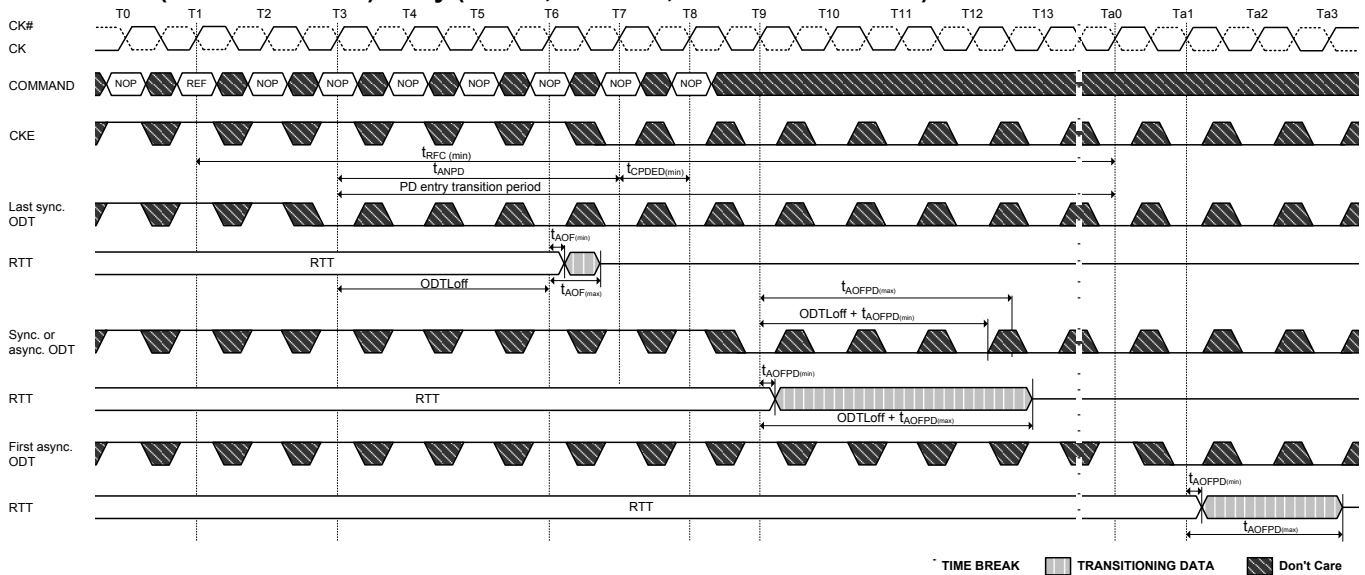 T0 T1 T2 T3 T4 T5 T6 T7 T8 T9 T10 T11 T12 T13 Ta0 Ta1 Ta2 Ta3
CK#
CK
COMMAND NOP REF NOP NOP NOP NOP NOP NOP NOP
CKE
tRFC (min)
tANPD tCPDED(min)
PD entry transition period
Last sync. ODT
tAOF(min)
RTT RTT
ODTLoff tAOF(max)
tAOFPD(max)
ODTLoff + tAOFPD(min)
Sync. or async. ODT
tAOFPD(min)
RTT RTT
ODTLoff + tAOFPD(max)
First async. ODT
tAOFPD(min)
RTT RTT
tAOFPD(max)
TIME BREAK TRANSITIONING DATA Don't Care